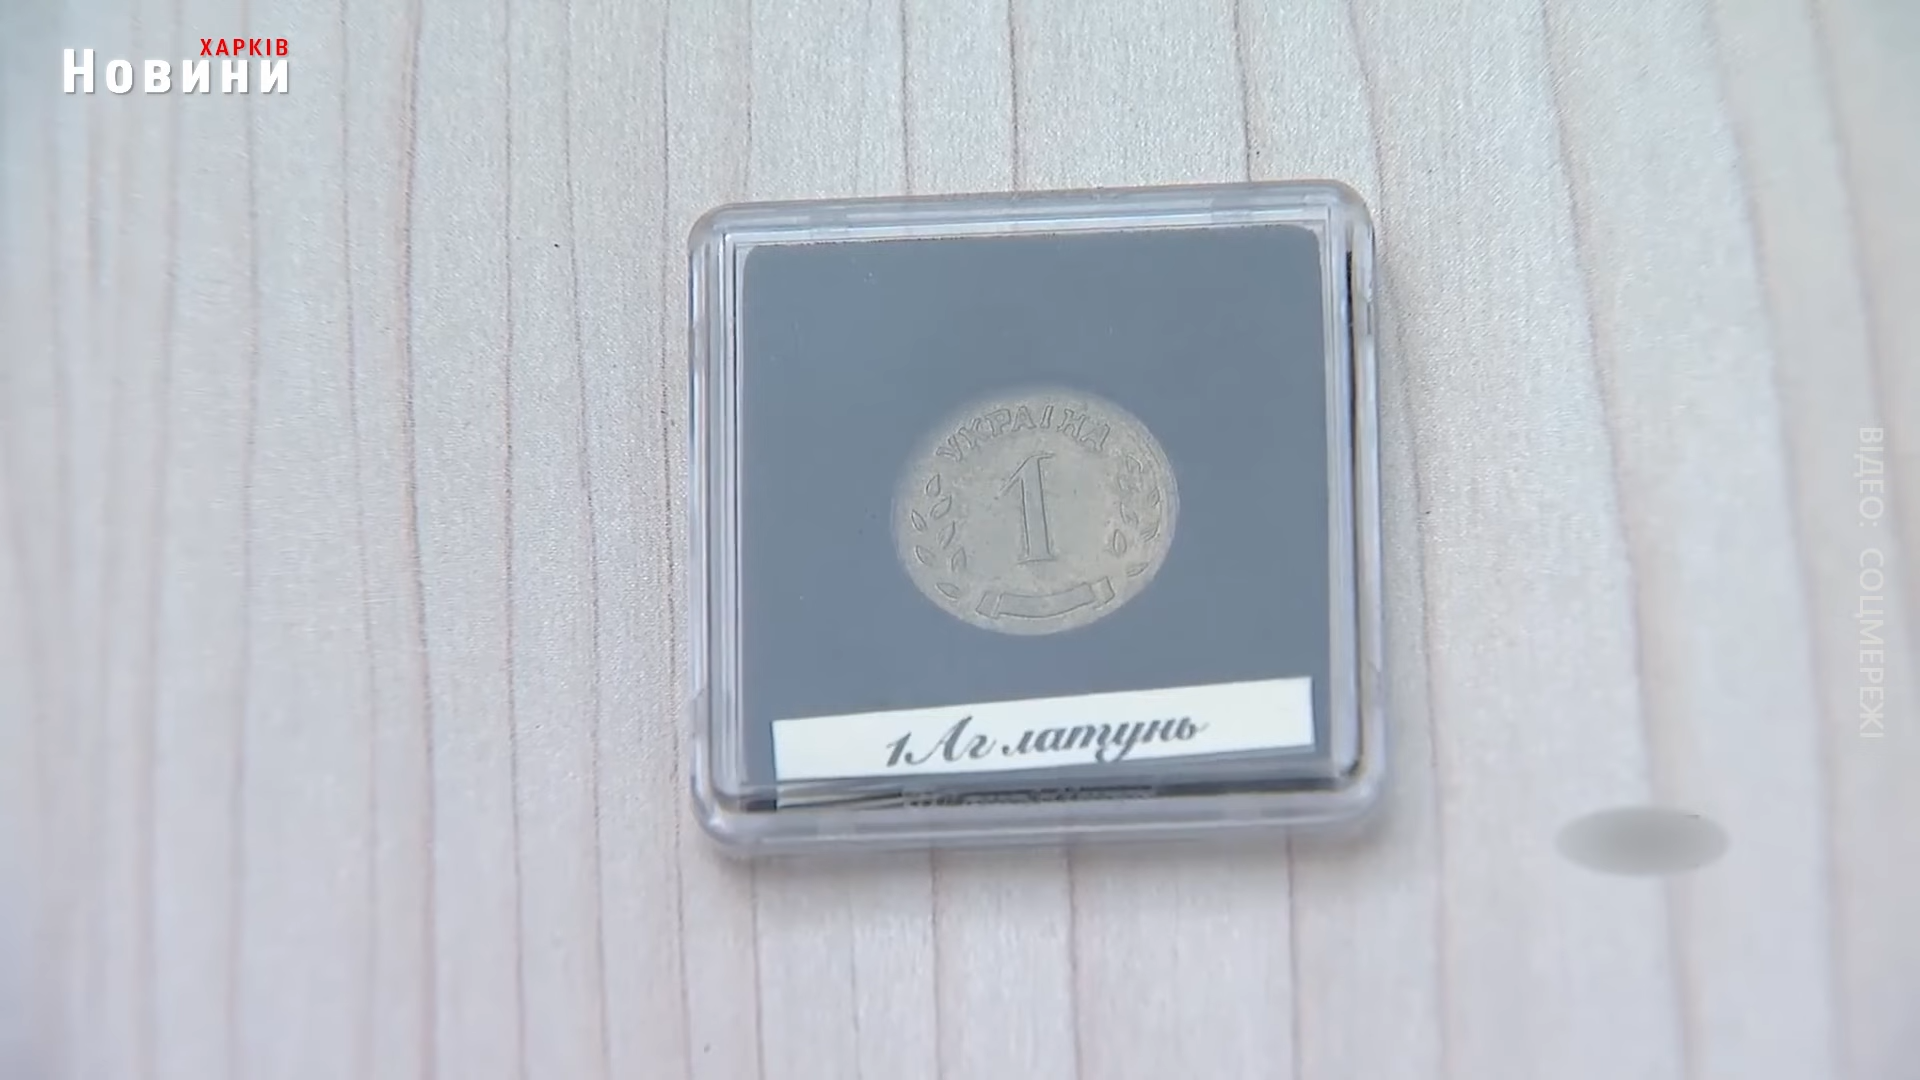 ХАРКІВ
Новини
УКРАЇНА
1
1Аг латунь
ВІДЕО: СОЦМЕРЕЖІ